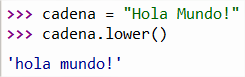 >>> cadena = "Hola Mundo!"
>>> cadena.lower()
'hola mundo!'